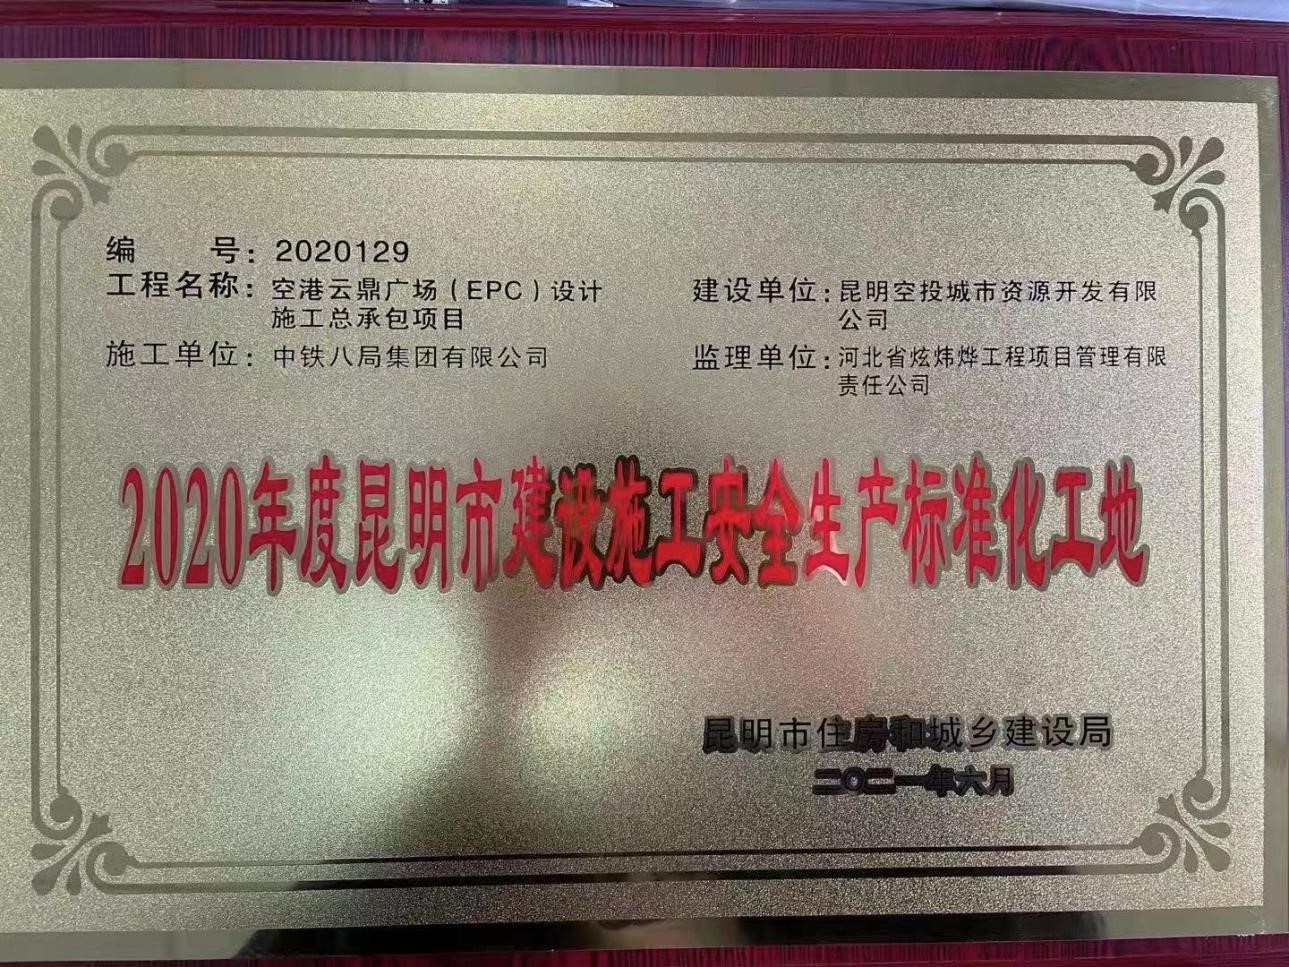 编 号：2020129
工程名称：空港云鼎广场（EPC）设计
施工总承包项目
施工单位：中铁八局集团有限公司
建设单位：昆明空投城市资源开发有限
公司
监理单位：河北省炫炜烨工程项目管理有限
责任公司
2020年度昆明市建设施工安全生产标准化工地
昆明市住房和城乡建设局
二〇二一年六月